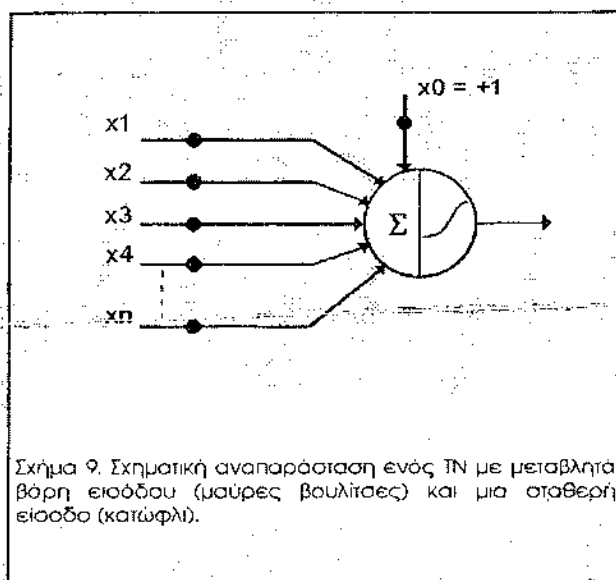 x0 = +1
x1
x2
x3
x4
xn
Σ
Σχήμα 9. Σχηματική αναπαράσταση ενός ΤΝ με μεταβλητά
βάρη εισόδου (μαύρες βουλίτσες) και μια σταθερή
είσοδο (κατώφλι).